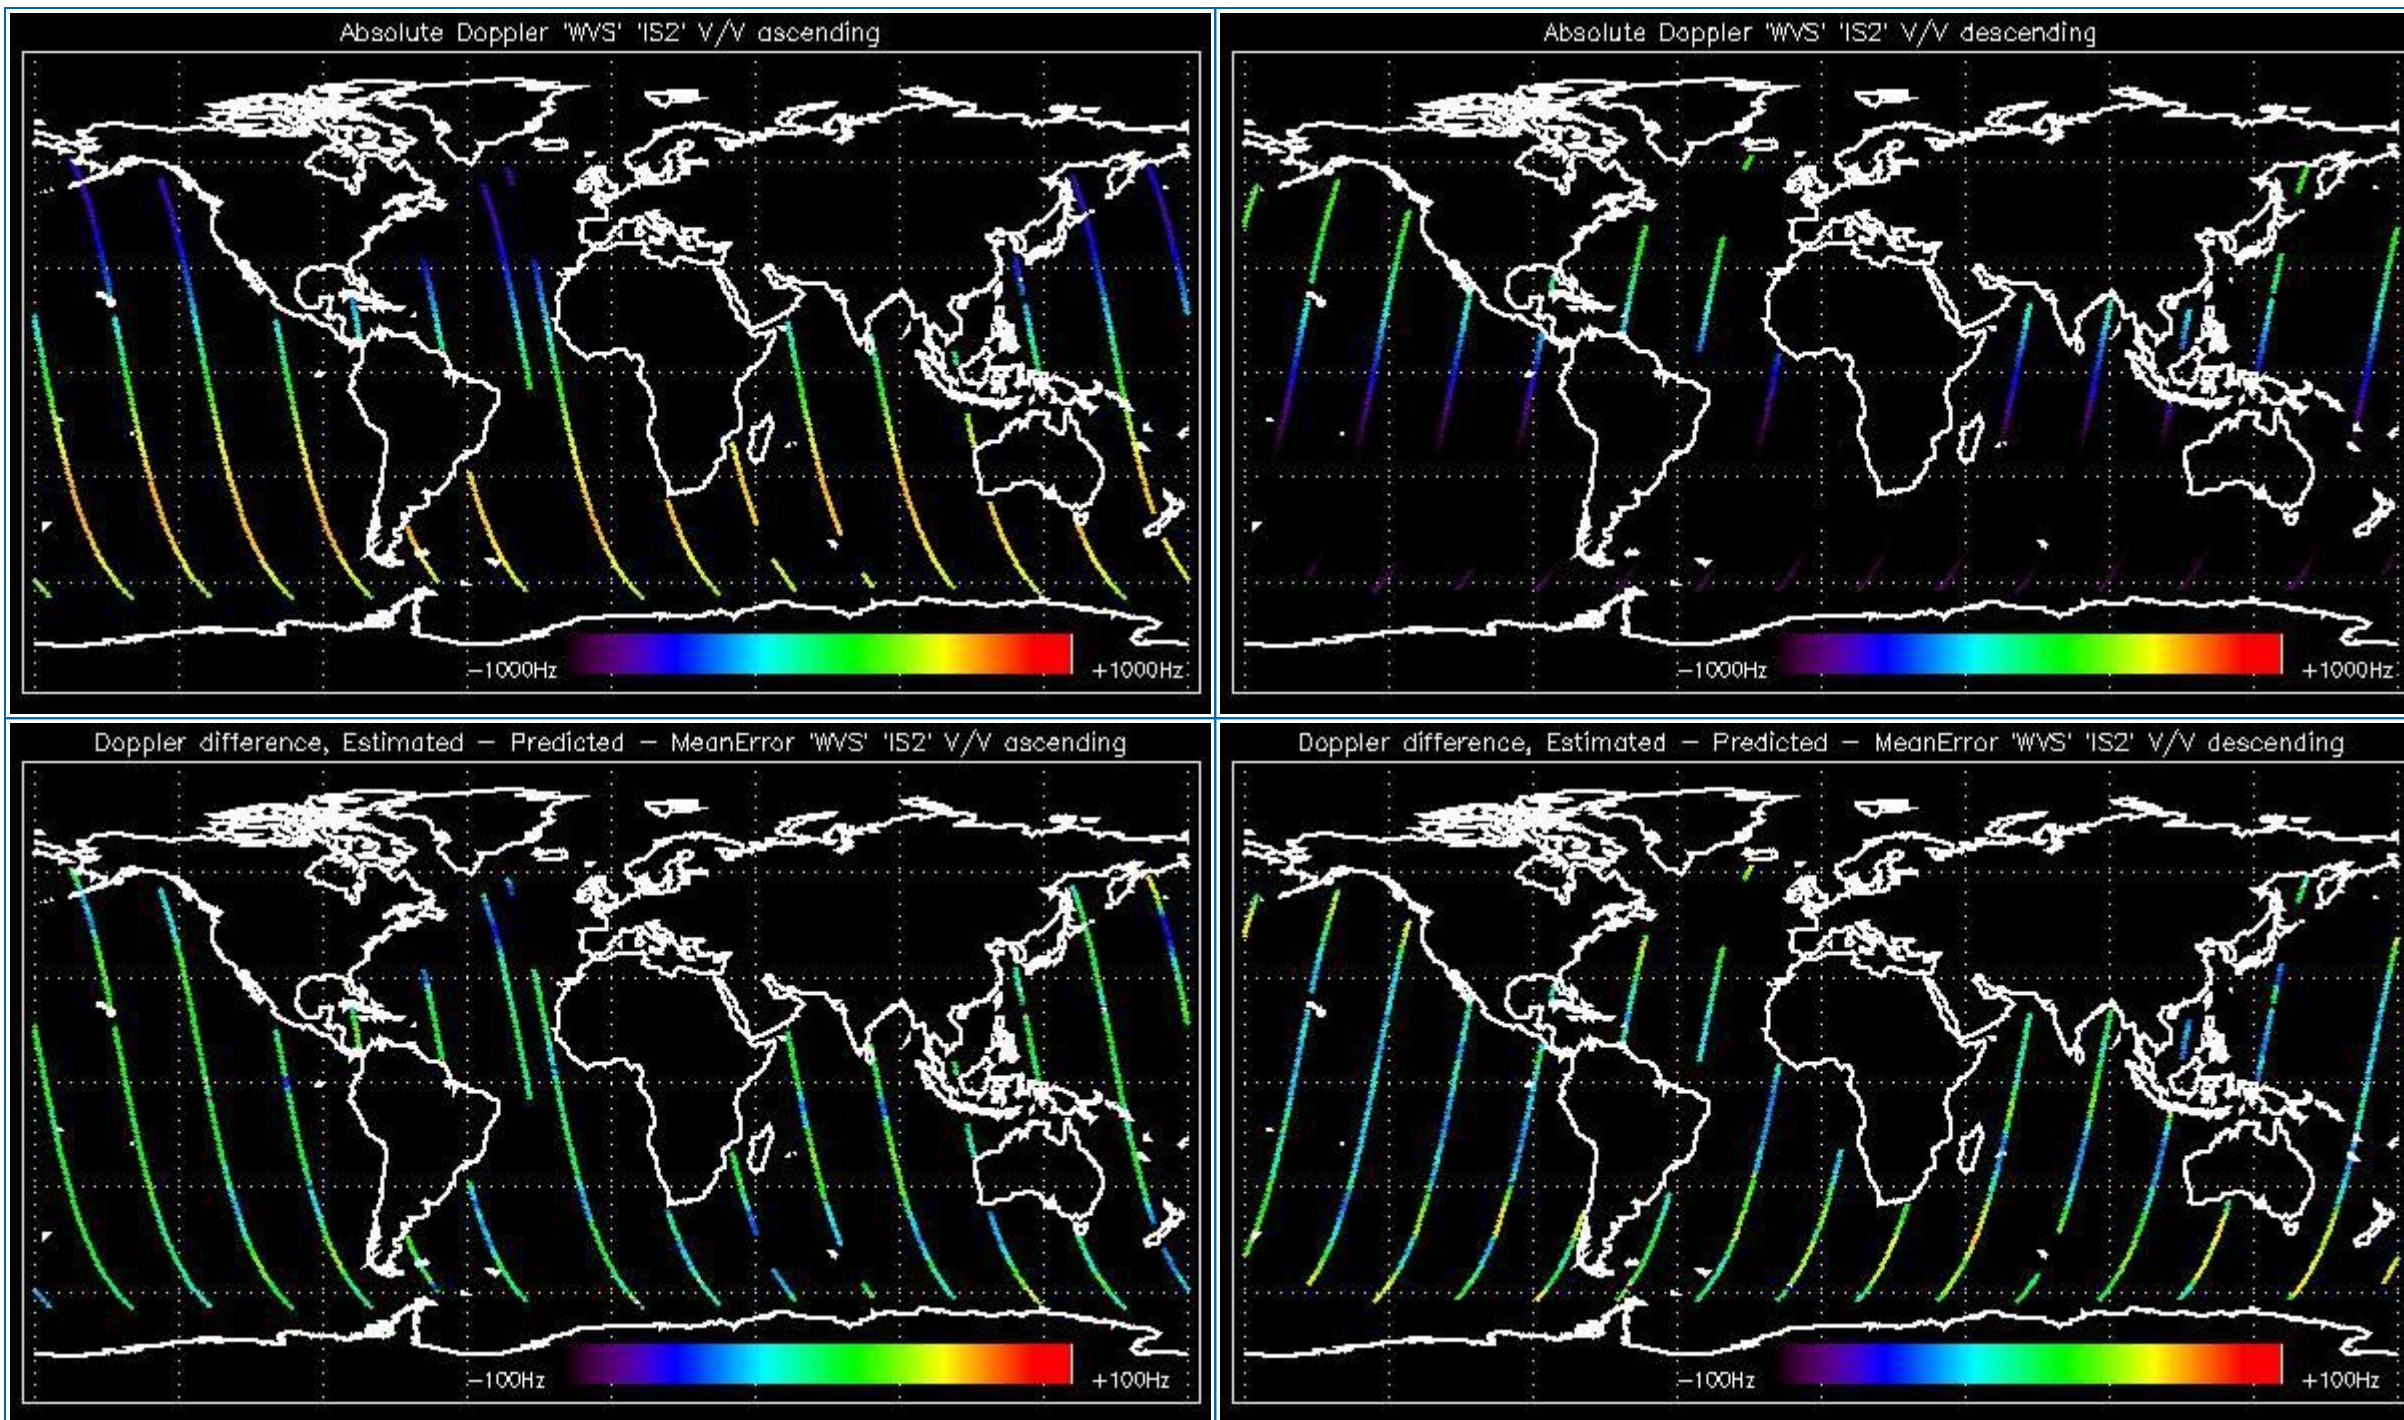 Absolute Doppler 'WVS' 'IS2' V/V ascending
−1000Hz
+1000Hz
Absolute Doppler 'WVS' 'IS2' V/V descending
−1000Hz
+1000Hz
Doppler difference, Estimated − Predicted − MeanError 'WVS' 'IS2' V/V ascending
−100Hz
+100Hz
Doppler difference, Estimated − Predicted − MeanError 'WVS' 'IS2' V/V descending
−100Hz
+100Hz